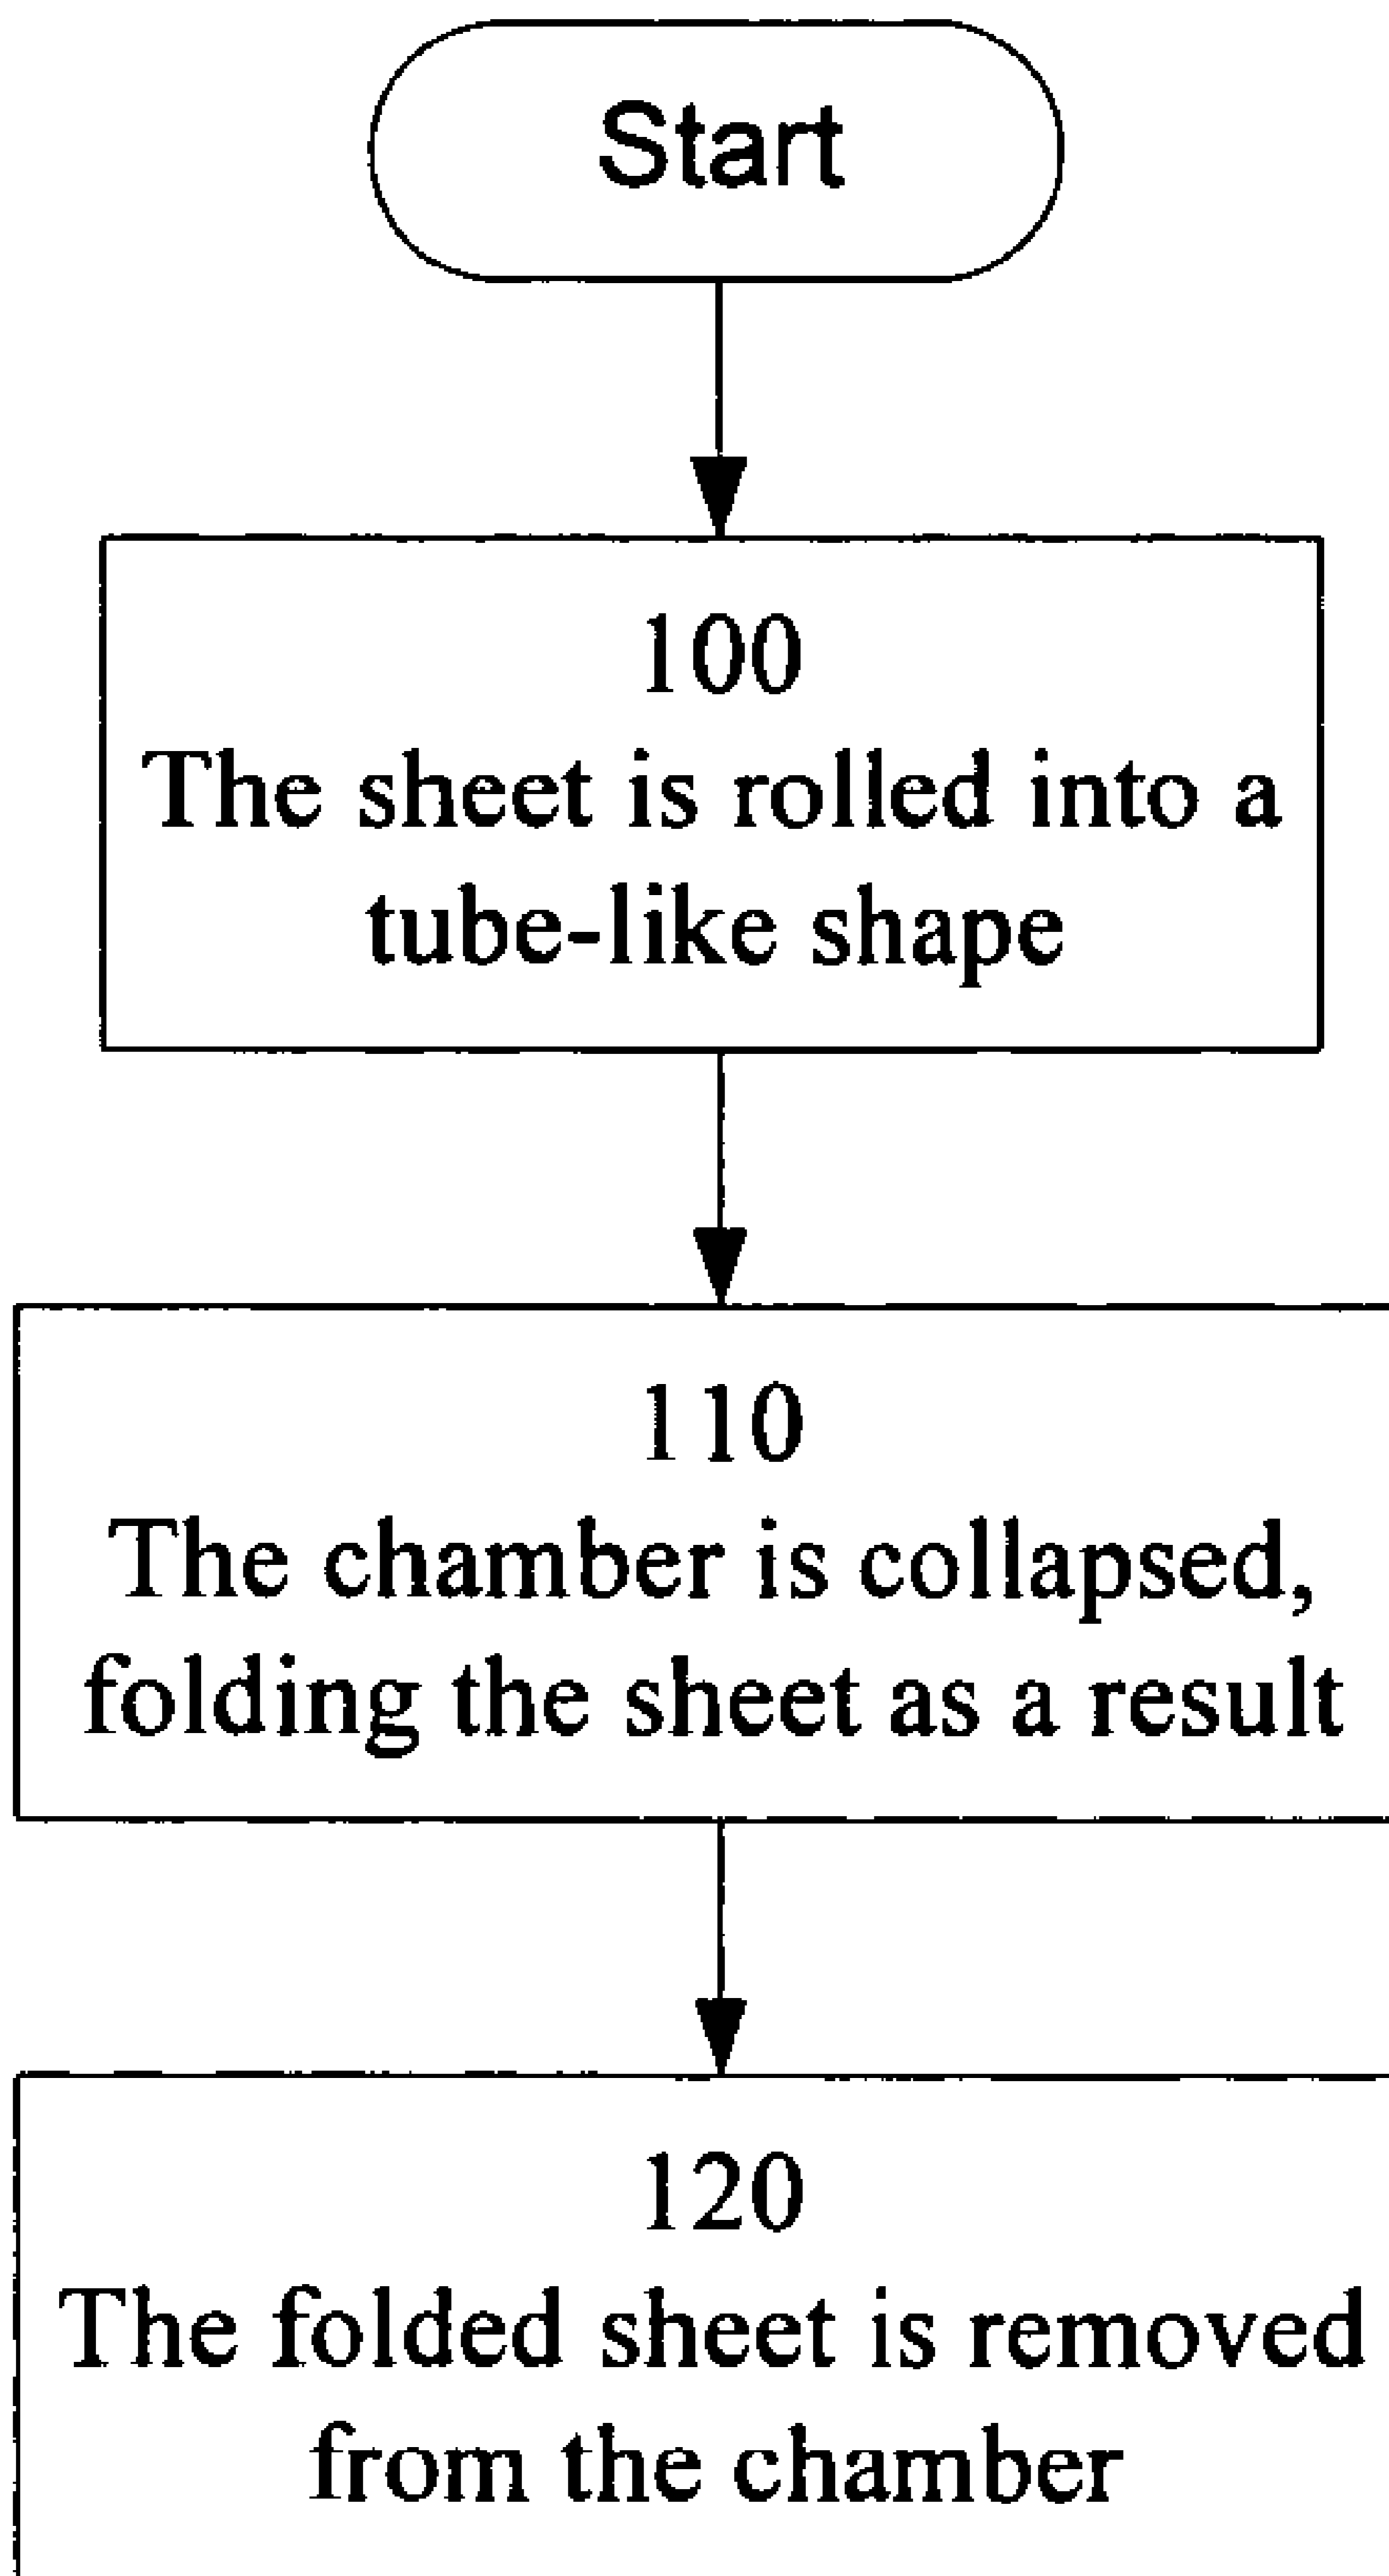 Start
100
The sheet is rolled into a
tube-like shape
110
The chamber is collapsed,
folding the sheet as a result
120
The folded sheet is removed
from the chamber